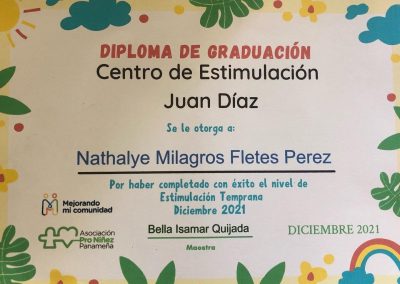 DIPLOMA DE GRADUACIÓN
Centro de Estimulación
Juan Díaz
Se le otorga a:
Nathalye Milagros Fletes Perez
Por haber completado con éxito el nivel de
Estimulación Temprana
Diciembre 2021
Mejorando
mi comunidad
Asociación
Pro Niñez
Panameña
Bella Isamar Quijada
Maestra
DICIEMBRE 2021